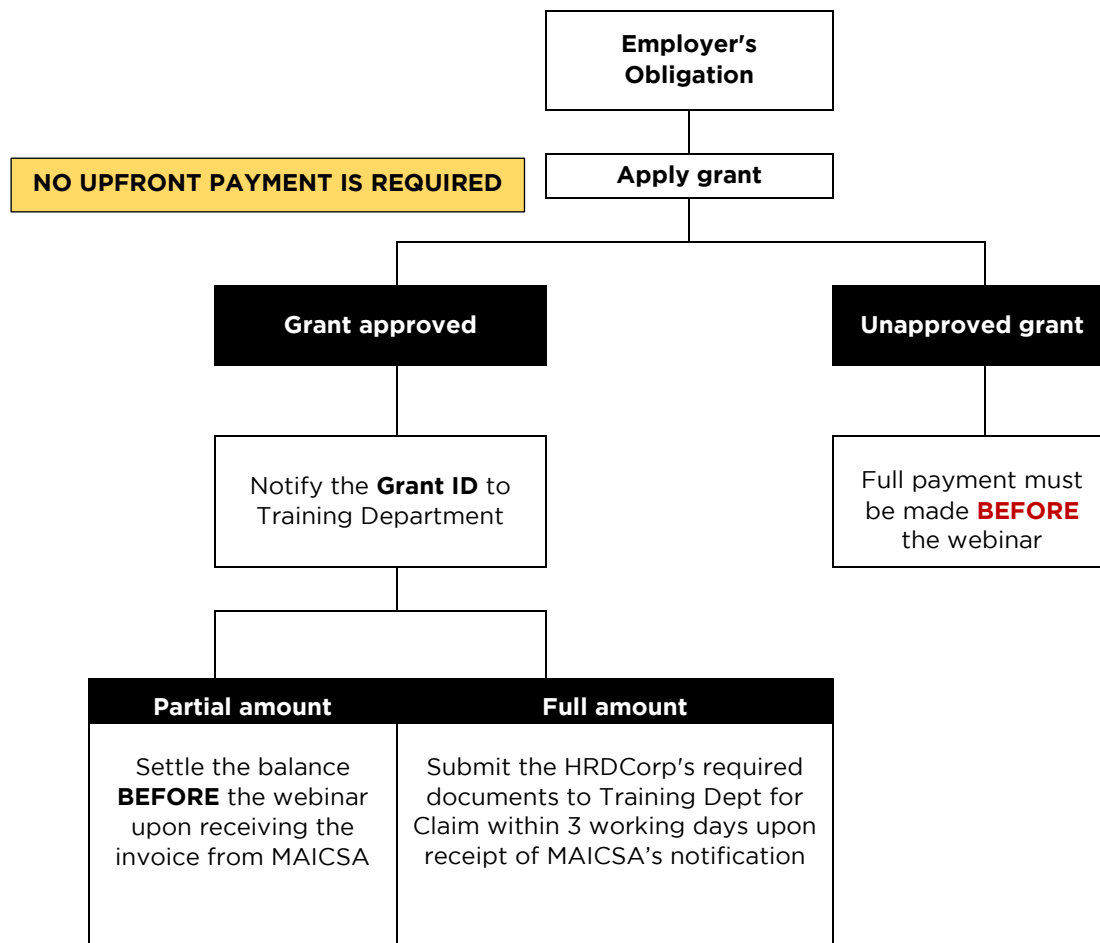 Employer's
Obligation
NO UPFRONT PAYMENT IS REQUIRED
Apply grant
Grant approved
Unapproved grant
Notify the Grant ID to
Training Department
Full payment must
be made BEFORE
the webinar
Partial amount
Full amount
Settle the balance
BEFORE the webinar
upon receiving the
invoice from MAICSA
Submit the HRDCorp's required
documents to Training Dept for
Claim within 3 working days upon
receipt of MAICSA’s notification